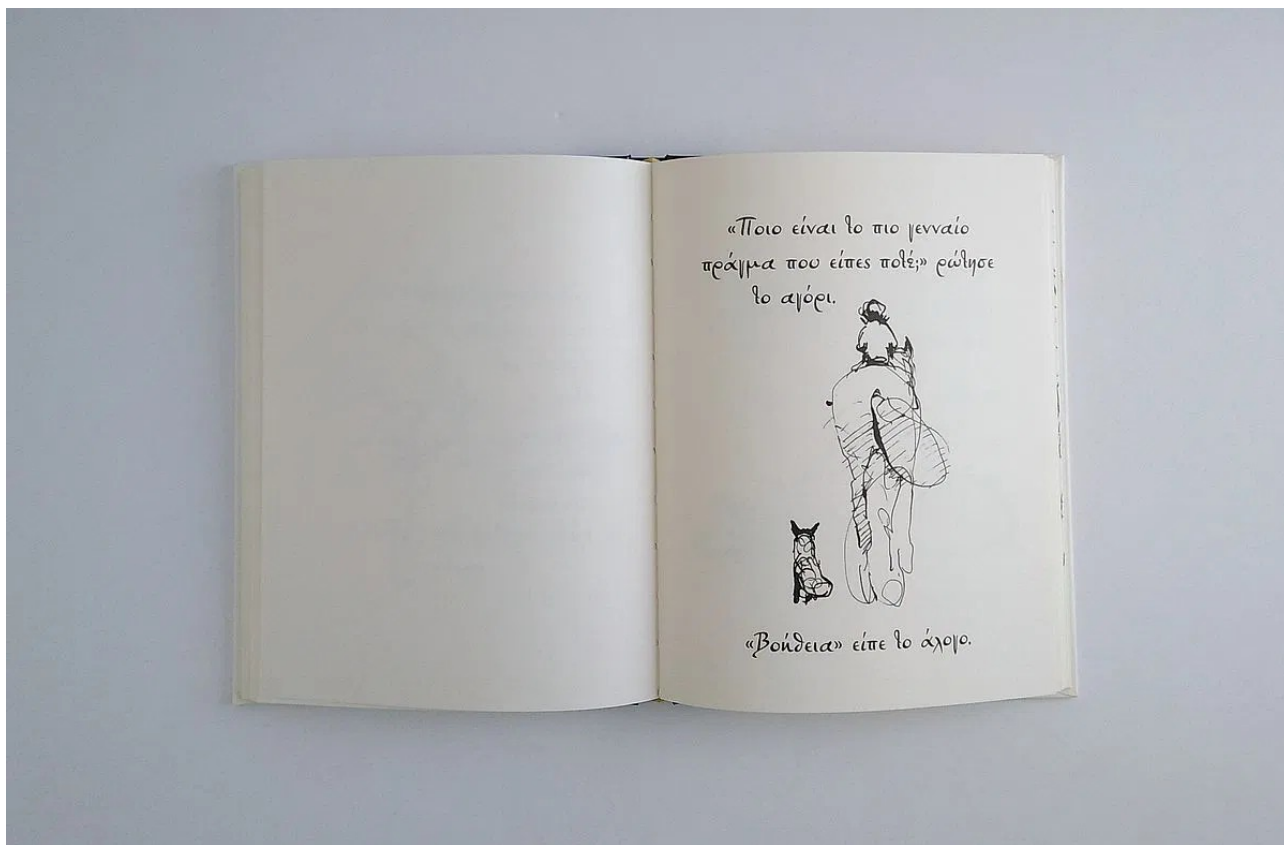 «Ποιο είναι το πιο γενναίο
πράγμα που είπες ποτέ;» ρώτησε
το αγόρι.
«Βοήθεια» είπε το άλογο.